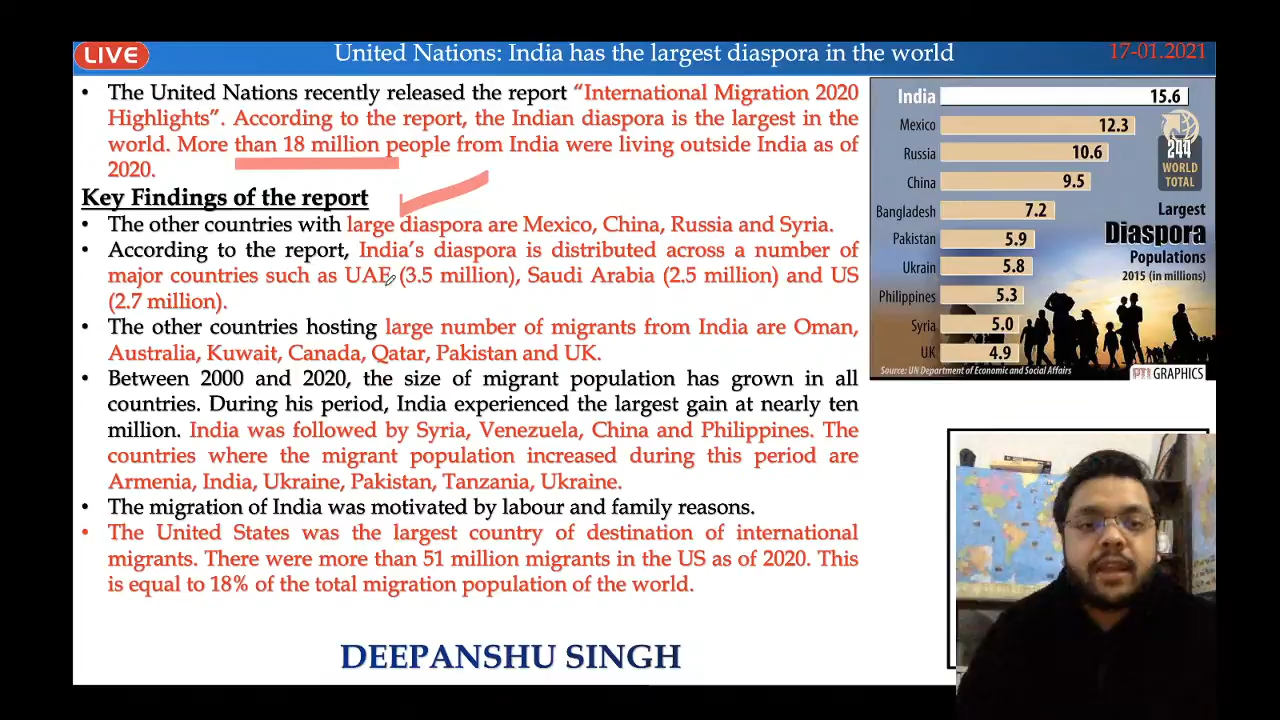 LIVE
United Nations: India has the largest diaspora in the world
17-01.2021
• The United Nations recently released the report “International Migration 2020
Highlights”. According to the report, the Indian diaspora is the largest in the
world. More than 18 million people from India were living outside India as of
2020.
Key Findings of the report
• The other countries with large diaspora are Mexico, China, Russia and Syria.
• According to the report, India’s diaspora is distributed across a number of
major countries such as UAE (3.5 million), Saudi Arabia (2.5 million) and US
(2.7 million).
• The other countries hosting large number of migrants from India are Oman,
Australia, Kuwait, Canada, Qatar, Pakistan and UK.
• Between 2000 and 2020, the size of migrant population has grown in all
countries. During his period, India experienced the largest gain at nearly ten
million. India was followed by Syria, Venezuela, China and Philippines. The
countries where the migrant population increased during this period are
Armenia, India, Ukraine, Pakistan, Tanzania, Ukraine.
• The migration of India was motivated by labour and family reasons.
• The United States was the largest country of destination of international
migrants. There were more than 51 million migrants in the US as of 2020. This
is equal to 18% of the total migration population of the world.
DEEPANSHU SINGH
India 15.6
Mexico 12.3
Russia 10.6
China 9.5
Bangladesh 7.2
Pakistan 5.9
Ukrain 5.8
Philippines 5.3
Syria 5.0
UK 4.9
244
WORLD
TOTAL
Largest
Diaspora
Populations
2015 (in millions)
Source: UN Department of Economic and Social Affairs
PTI GRAPHICS